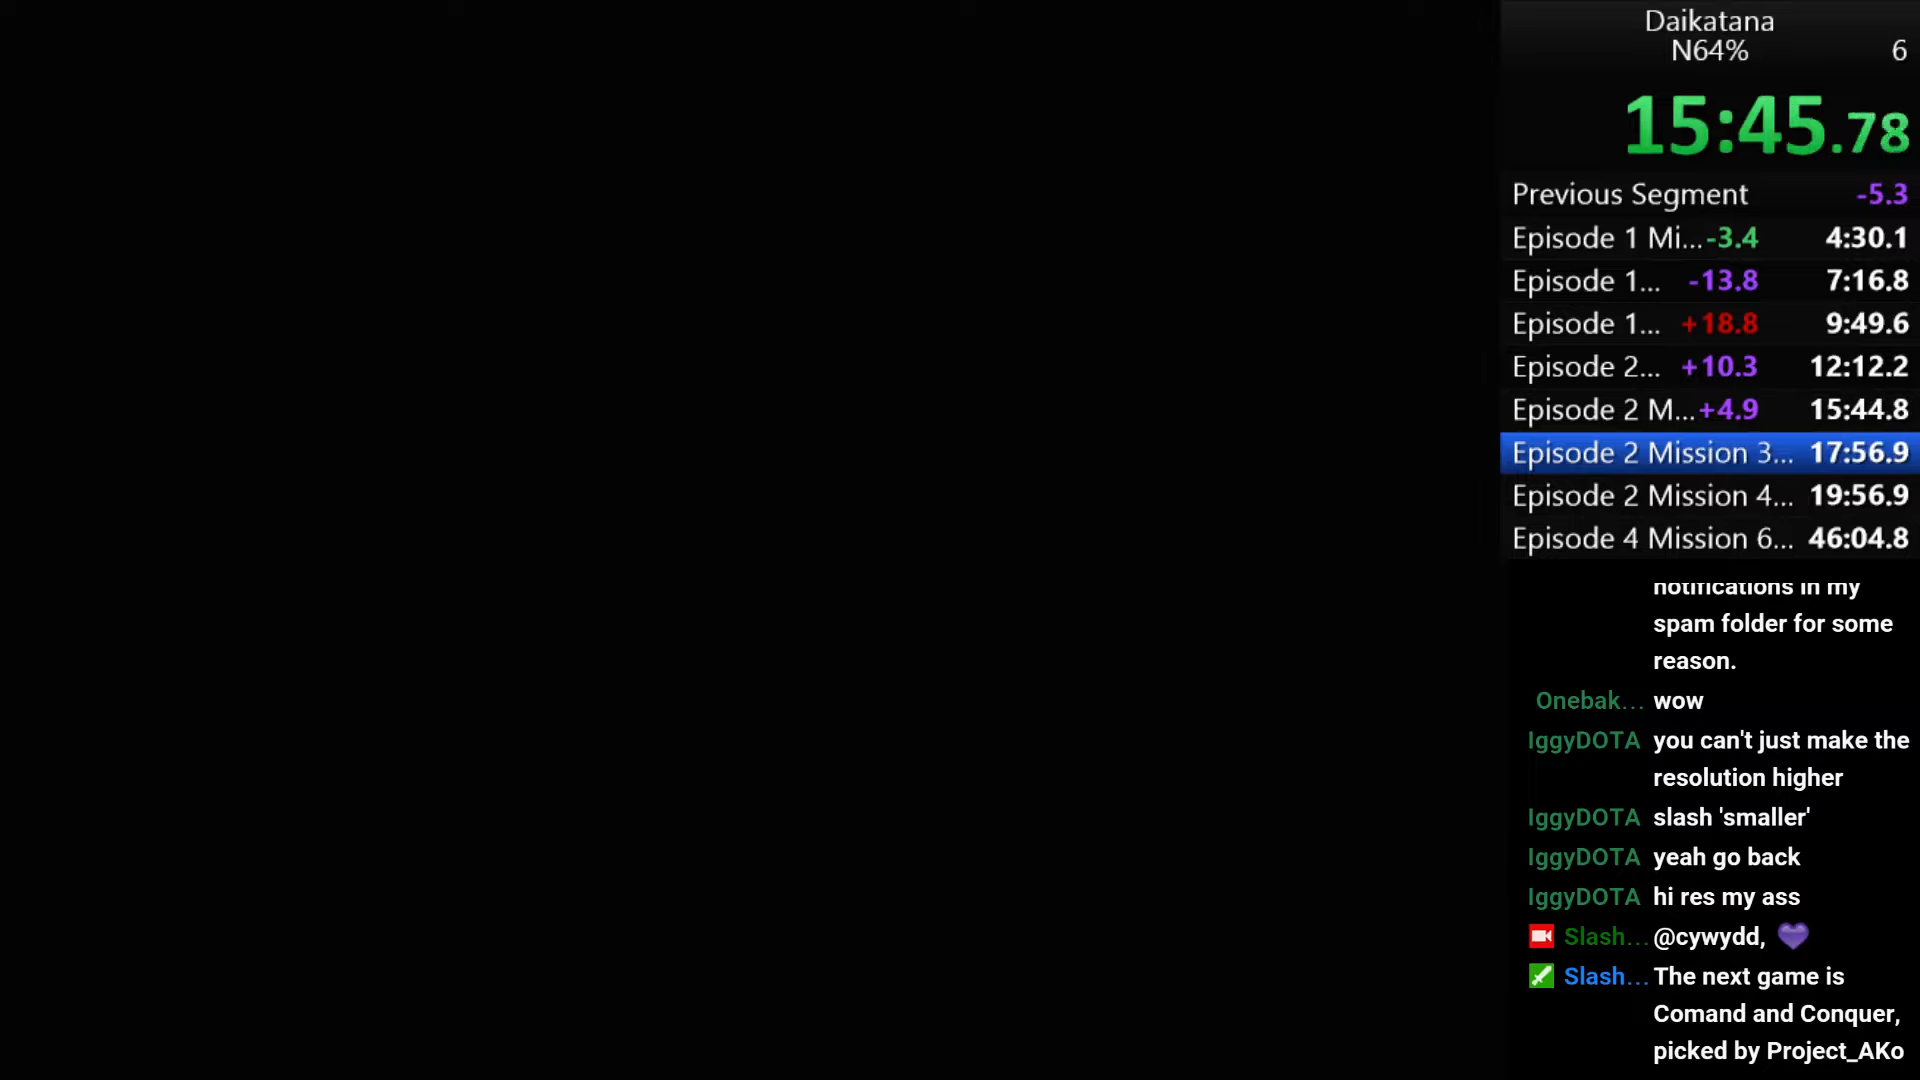 Daikatana
N64% 6
15:45.78
Previous Segment -5.3
Episode 1 Mi... -3.4 4:30.1
Episode 1... -13.8 7:16.8
Episode 1... +18.8 9:49.6
Episode 2... +10.3 12:12.2
Episode 2 M... +4.9 15:44.8
Episode 2 Mission 3... 17:56.9
Episode 2 Mission 4... 19:56.9
Episode 4 Mission 6... 46:04.8
notifications in my
spam folder for some
reason.
Onebak... wow
IggyDOTA you can't just make the
resolution higher
IggyDOTA slash 'smaller'
IggyDOTA yeah go back
IggyDOTA hi res my ass
Slash... @cywydd,
Slash... The next game is
Comand and Conquer,
picked by Project_AKo